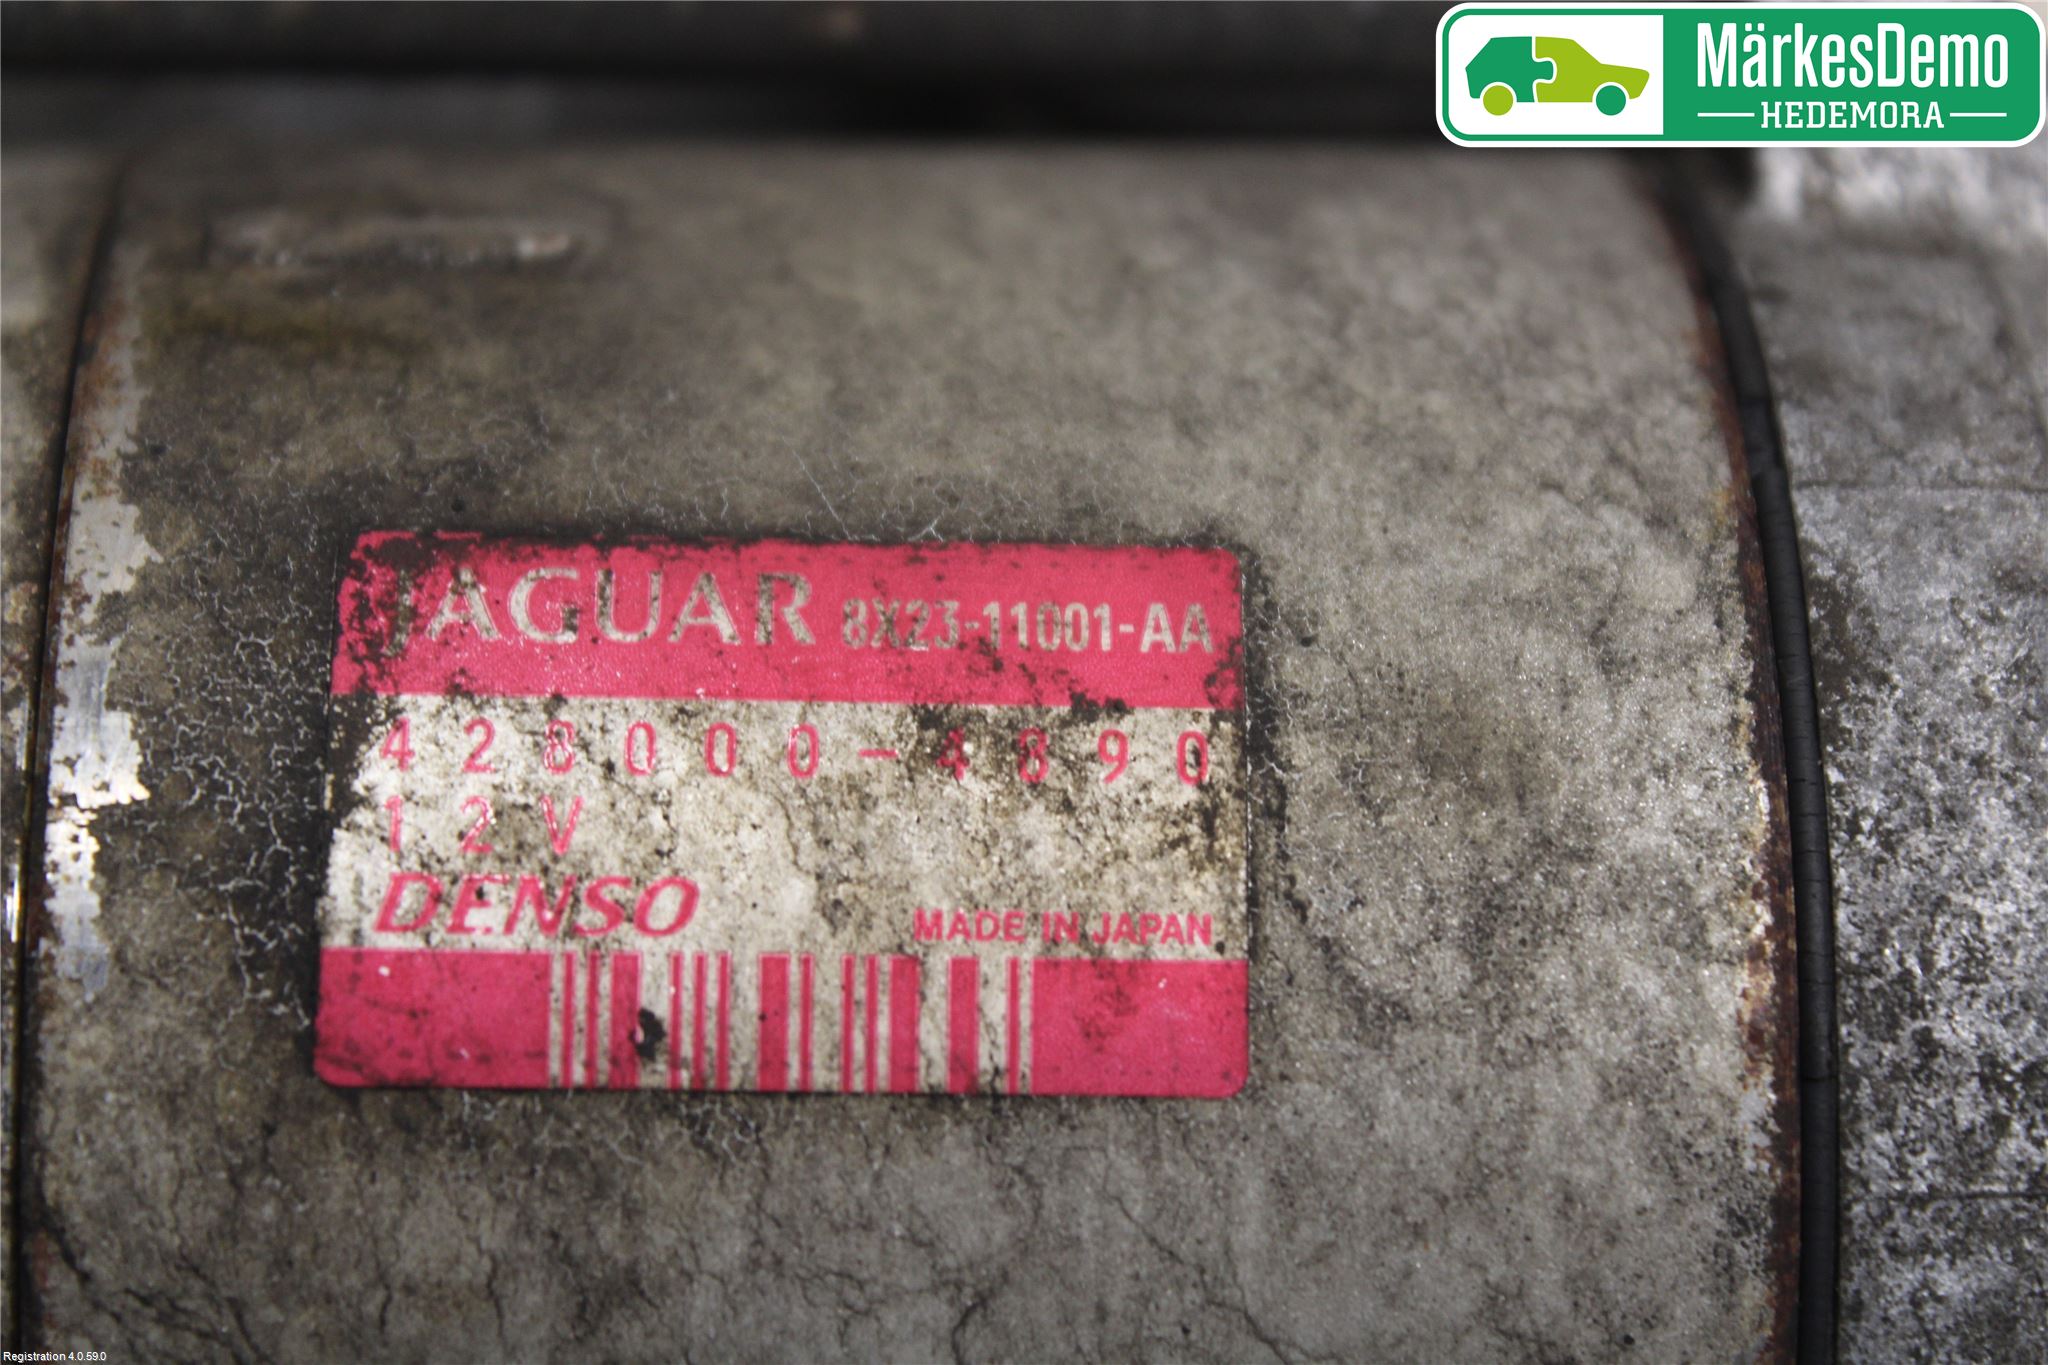 MärkesDemo
HEDEMORA
JAGUAR 8X23-11001-AA
428000-4890
12V
DENSO MADE IN JAPAN
Registration 4.0.59.0